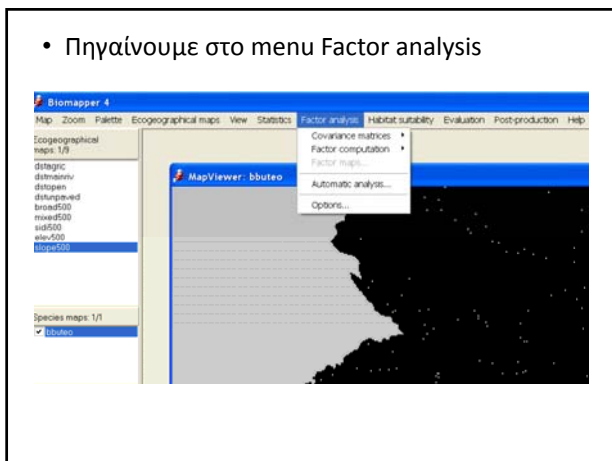 • Πηγαίνουμε στο menu Factor analysis
Biomapper 4
Map Zoom Palette Ecogeographical maps View Statistics Factor analysis Habitat suitability Evaluation Post-production Help
Ecogeographical
maps: 1/9
dstagric
dstmainriv
dstopen
dstunpaved
broad500
mixed500
sidi500
elev500
slope500
Covariance matrices
Factor computation
Factor maps...
Automatic analysis...
Options...
MapViewer: bbuteo
Species maps: 1/1
bbuteo